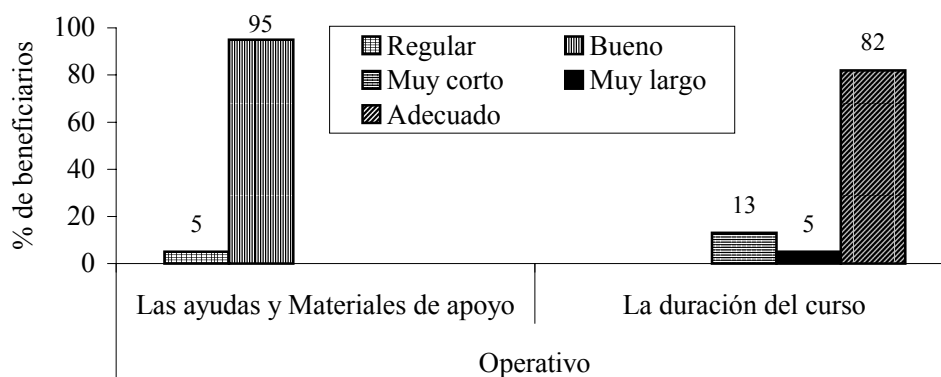 % de beneficiarios
100
80
60
40
20
0
95
5
13
5
82
Regular
Bueno
Muy corto
Muy largo
Adecuado
Las ayudas y Materiales de apoyo
La duración del curso
Operativo